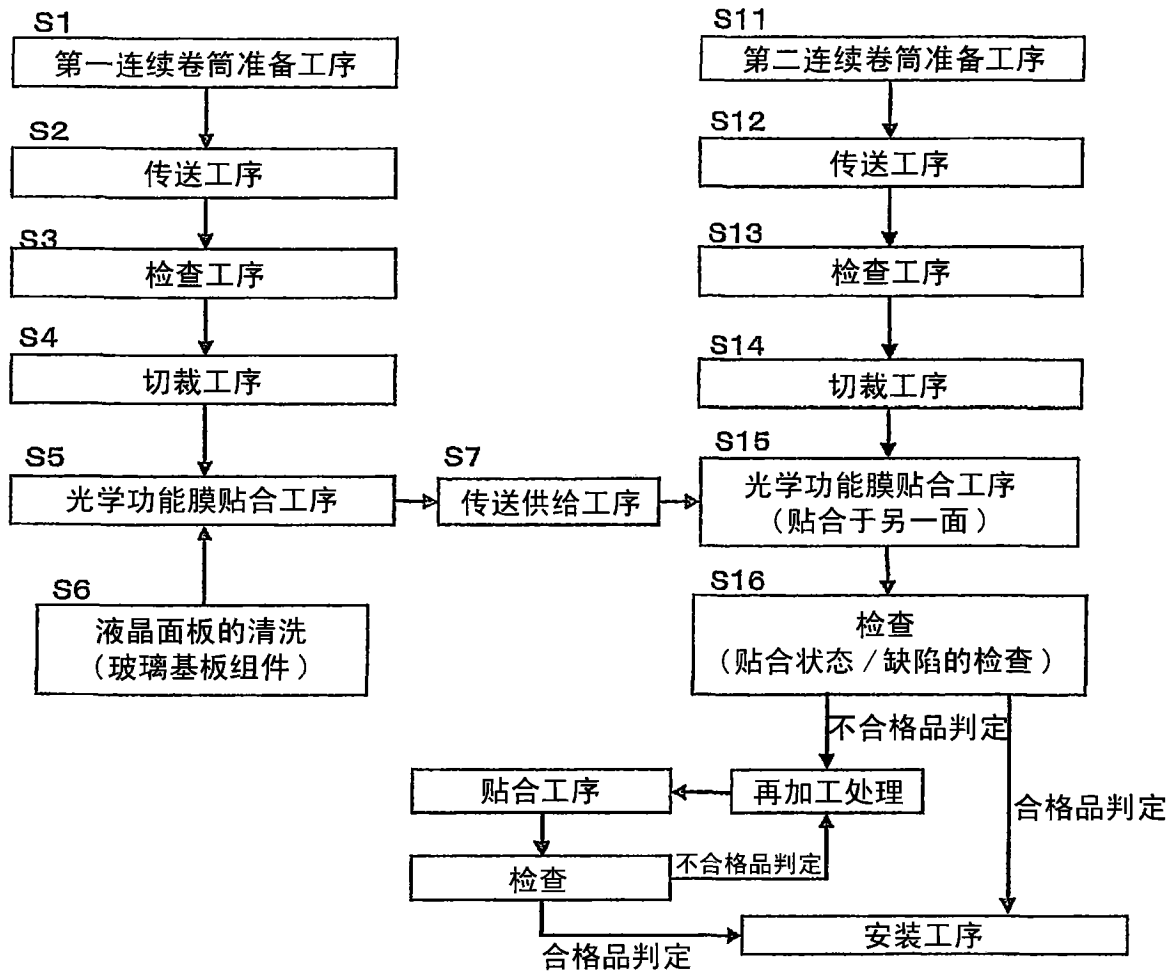 S1
第一连续卷筒准备工序
S2
传送工序
S3
检查工序
S4
切裁工序
S5
光学功能膜贴合工序
S6
液晶面板的清洗
（玻璃基板组件）
S7
传送供给工序
S11
第二连续卷筒准备工序
S12
传送工序
S13
检查工序
S14
切裁工序
S15
光学功能膜贴合工序
（贴合于另一面）
S16
检查
（贴合状态/缺陷的检查）
不合格品判定
合格品判定
再加工处理
贴合工序
检查
不合格品判定
合格品判定
安装工序